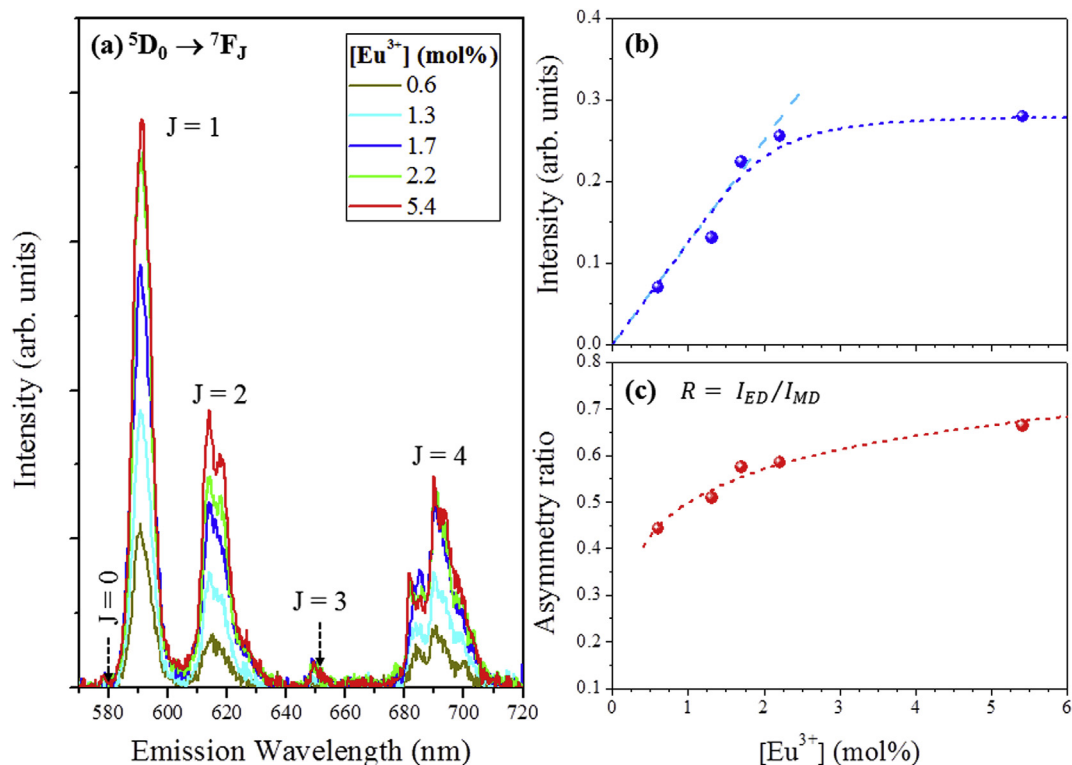 (a) ⁵D₀ → ⁷F_J
[Eu³⁺] (mol%)
0.6
1.3
1.7
2.2
5.4
J = 1
J = 2
J = 4
J = 0
J = 3
Intensity (arb. units)
580 600 620 640 660 680 700 720
Emission Wavelength (nm)
(b)
0.4
0.3
0.2
0.1
0.0
Intensity (arb. units)
(c) R = I_ED/I_MD
0.8
0.7
0.6
0.5
0.4
0.3
0.2
0.1
Asymmetry ratio
0 1 2 3 4 5 6
[Eu³⁺] (mol%)